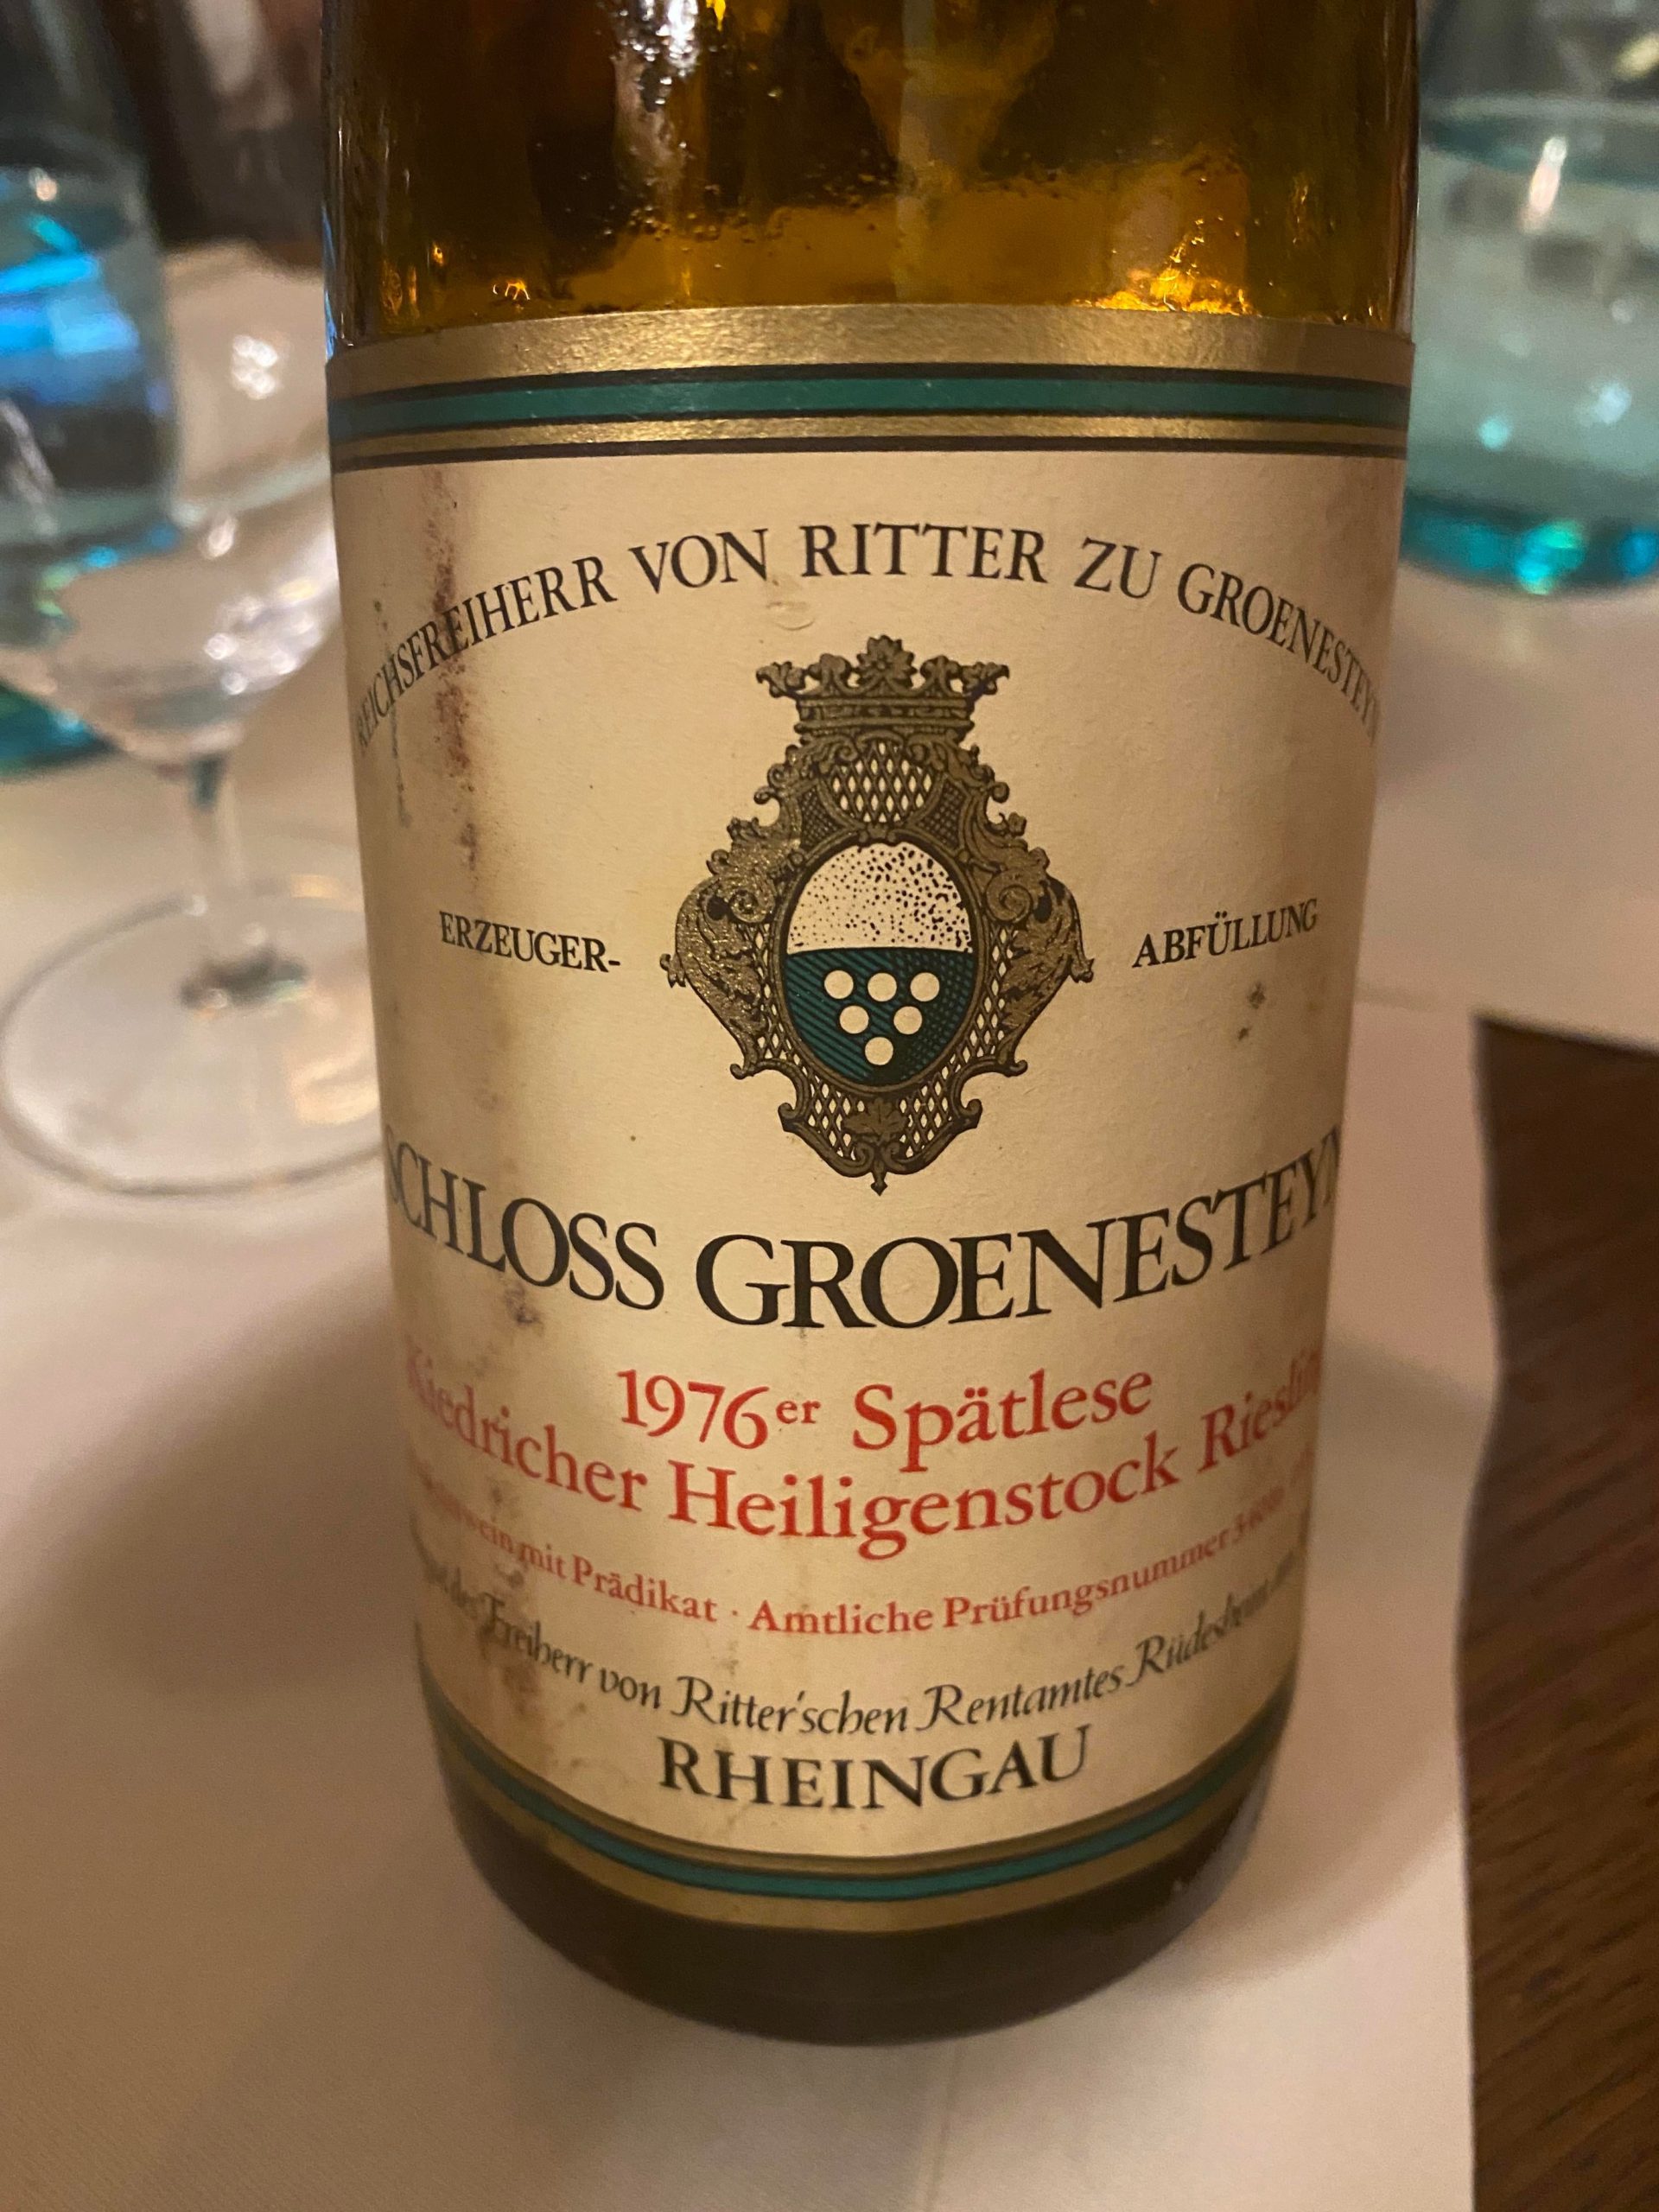 REICHSFREIHERR VON RITTER ZU GROENESTEYN
ERZEUGER- ABFÜLLUNG
SCHLOSS GROENESTEYN
1976er Spätlese
Kiedricher Heiligenstock Riesling
mit Prädikat · Amtliche Prüfungsnummer
des Freiherr von Ritter'schen Rentamtes Rüdesheim
RHEINGAU